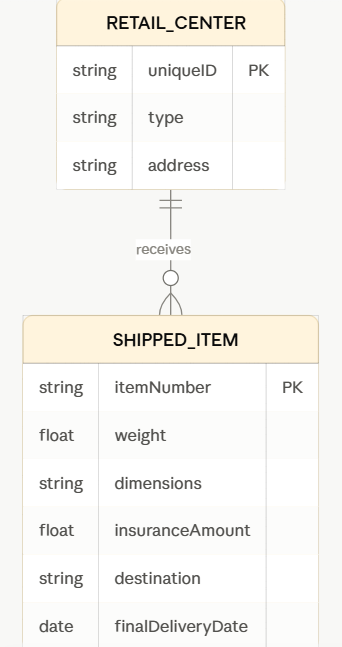 RETAIL_CENTER
string uniqueID PK
string type
string address
receives
SHIPPED_ITEM
string itemNumber PK
float weight
string dimensions
float insuranceAmount
string destination
date finalDeliveryDate